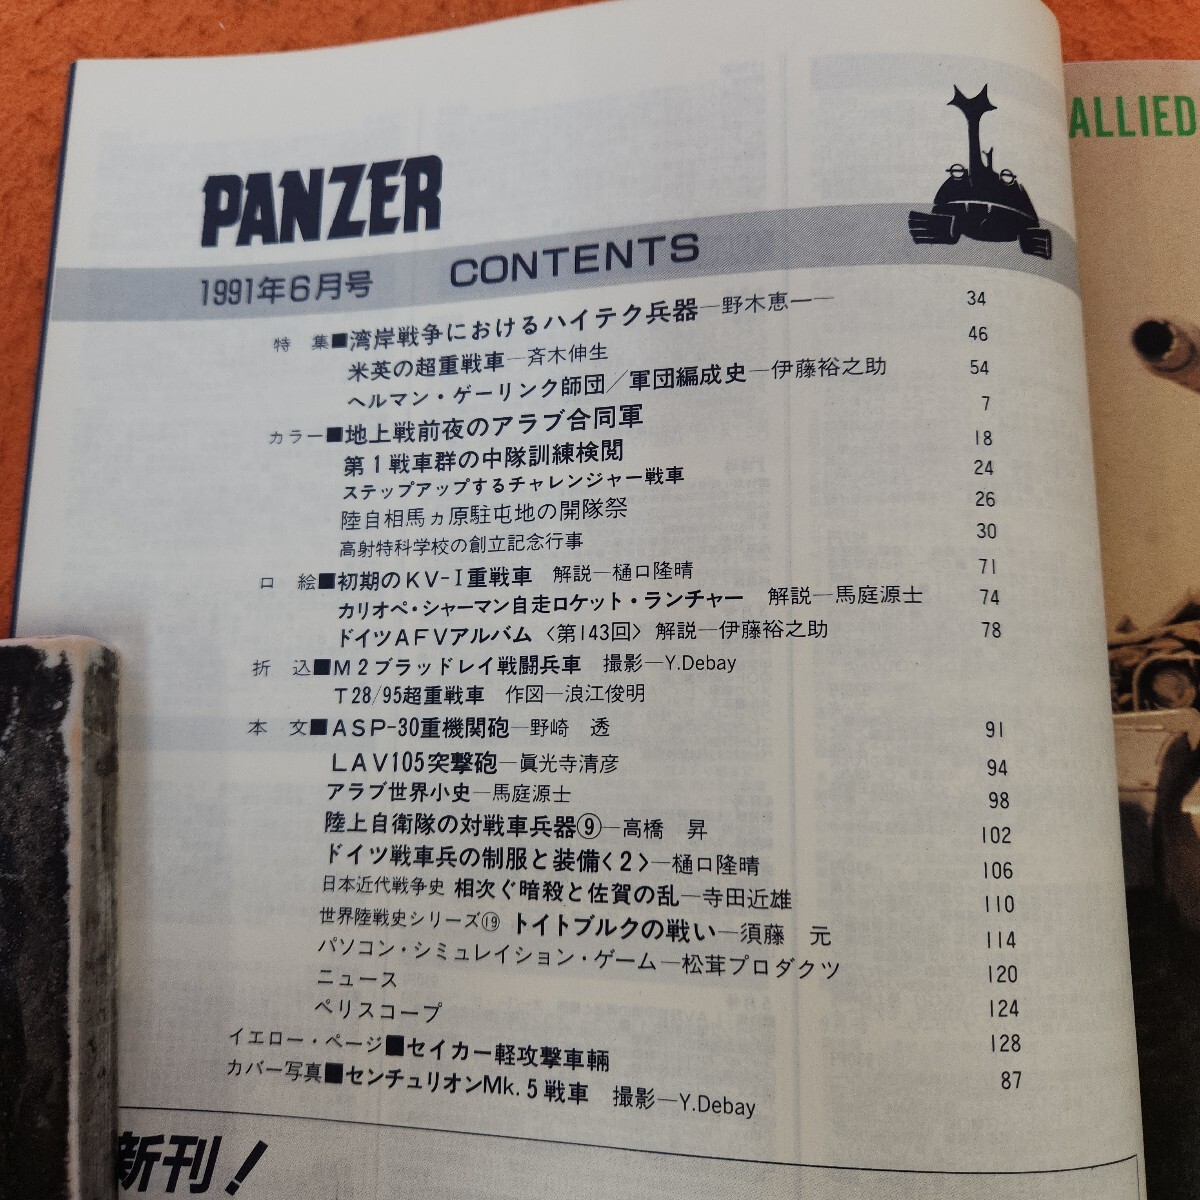 PANZER
ALLIED
1991年6月号 CONTENTS
特 集■湾岸戦争におけるハイテク兵器—野木恵一— 34
米英の超重戦車—斉木伸生 46
ヘルマン・ゲーリンク師団／軍団編成史—伊藤裕之助 54
カラー■地上戦前夜のアラブ合同軍 7
第1戦車群の中隊訓練検閲 18
ステップアップするチャレンジャー戦車 24
陸自相馬ヵ原駐屯地の開隊祭 26
高射特科学校の創立記念行事 30
口 絵■初期のKV-I重戦車 解説—樋口隆晴 71
カリオペ・シャーマン自走ロケット・ランチャー 解説—馬庭源士 74
ドイツAFVアルバム〈第143回〉解説—伊藤裕之助 78
折 込■M2ブラッドレイ戦闘兵車 撮影—Y.Debay
T28/95超重戦車 作図—浪江俊明
本 文■ASP-30重機関砲—野崎 透 91
LAV105突撃砲—眞光寺清彦 94
アラブ世界小史—馬庭源士 98
陸上自衛隊の対戦車兵器⑨—高橋 昇 102
ドイツ戦車兵の制服と装備〈2〉—樋口隆晴 106
日本近代戦争史 相次ぐ暗殺と佐賀の乱—寺田近雄 110
世界陸戦史シリーズ⑲ トイトブルクの戦い—須藤 元 114
パソコン・シミュレイション・ゲーム—松茸プロダクツ 120
ニュース 124
ペリスコープ 128
イエロー・ページ■セイカー軽攻撃車輛 87
カバー写真■センチュリオンMk.5戦車 撮影—Y.Debay
新刊！